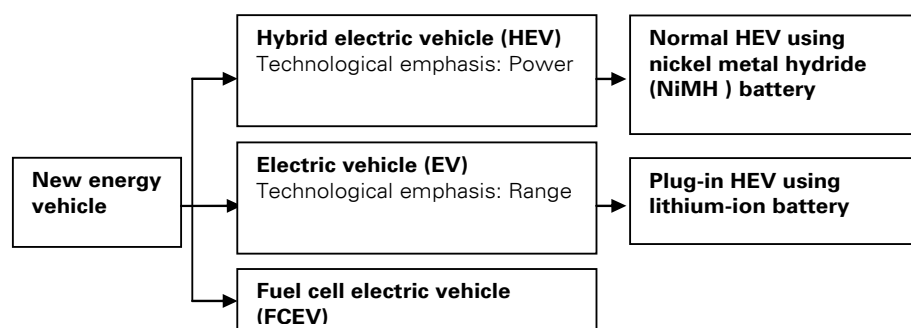 Hybrid electric vehicle (HEV)
Technological emphasis: Power
Normal HEV using
nickel metal hydride
(NiMH ) battery
New energy
vehicle
Electric vehicle (EV)
Technological emphasis: Range
Plug-in HEV using
lithium-ion battery
Fuel cell electric vehicle
(FCEV)